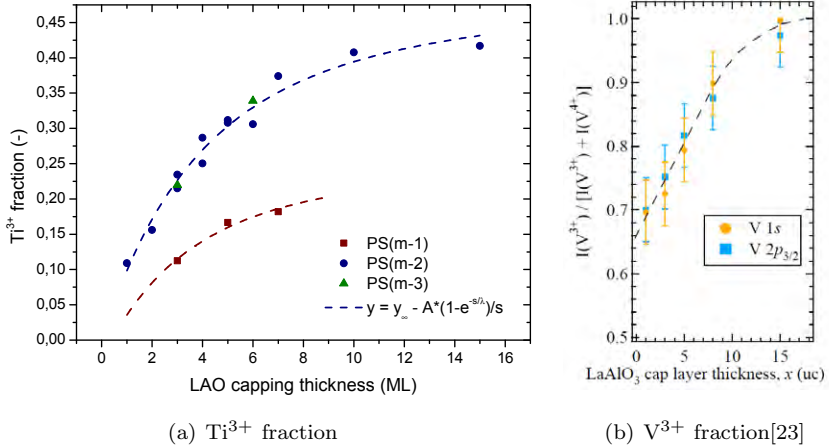 0,45
0,40
0,35
0,30
0,25
0,20
0,15
0,10
0,05
0,00
Ti³⁺ fraction (-)
PS(m-1)
PS(m-2)
PS(m-3)
y = y∞ - A*(1-e^(-s/λ))/s
0 2 4 6 8 10 12 14 16
LAO capping thickness (ML)
(a) Ti³⁺ fraction
1.0
0.9
0.8
0.7
0.6
0.5
I(V³⁺) / [I(V³⁺) + I(V⁴⁺)]
V 1s
V 2p3/2
0 5 10 15
LaAlO₃ cap layer thickness, x (uc)
(b) V³⁺ fraction[23]